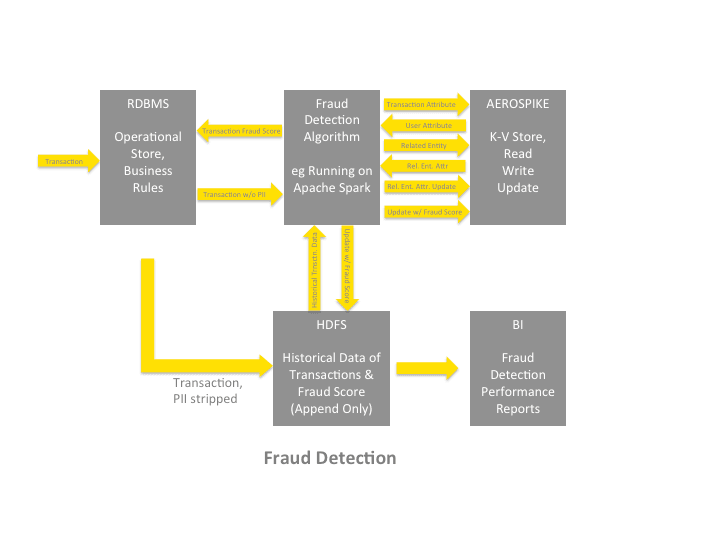 RDBMS
Operational
Store,
Business
Rules
Fraud
Detection
Algorithm
eg Running on
Apache Spark
AEROSPIKE
K-V Store,
Read
Write
Update
Transaction
Transaction Fraud Score
Transaction w/o PII
Transaction Attribute
User Attribute
Related Entity
Rel. Ent. Attr
Rel. Ent. Attr. Update
Update w/ Fraud Score
Historical Trnsctn. Data
Update w/ Fraud Score
HDFS
Historical Data of
Transactions &
Fraud Score
(Append Only)
BI
Fraud
Detection
Performance
Reports
Transaction,
PII stripped
Fraud Detection